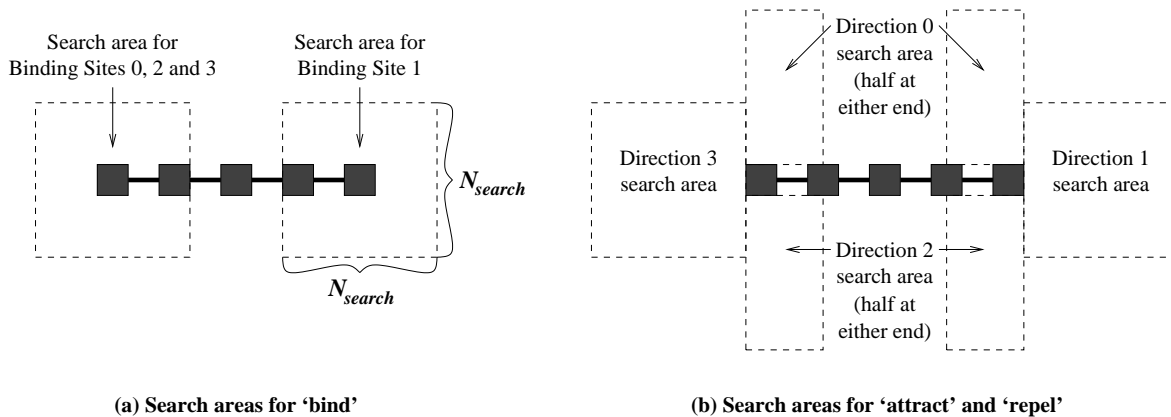 Search area for
Binding Sites 0, 2 and 3
Search area for
Binding Site 1
N search
N search
(a) Search areas for ‘bind’
Direction 0
search area
(half at
either end)
Direction 3
search area
Direction 1
search area
Direction 2
search area
(half at
either end)
(b) Search areas for ‘attract’ and ‘repel’